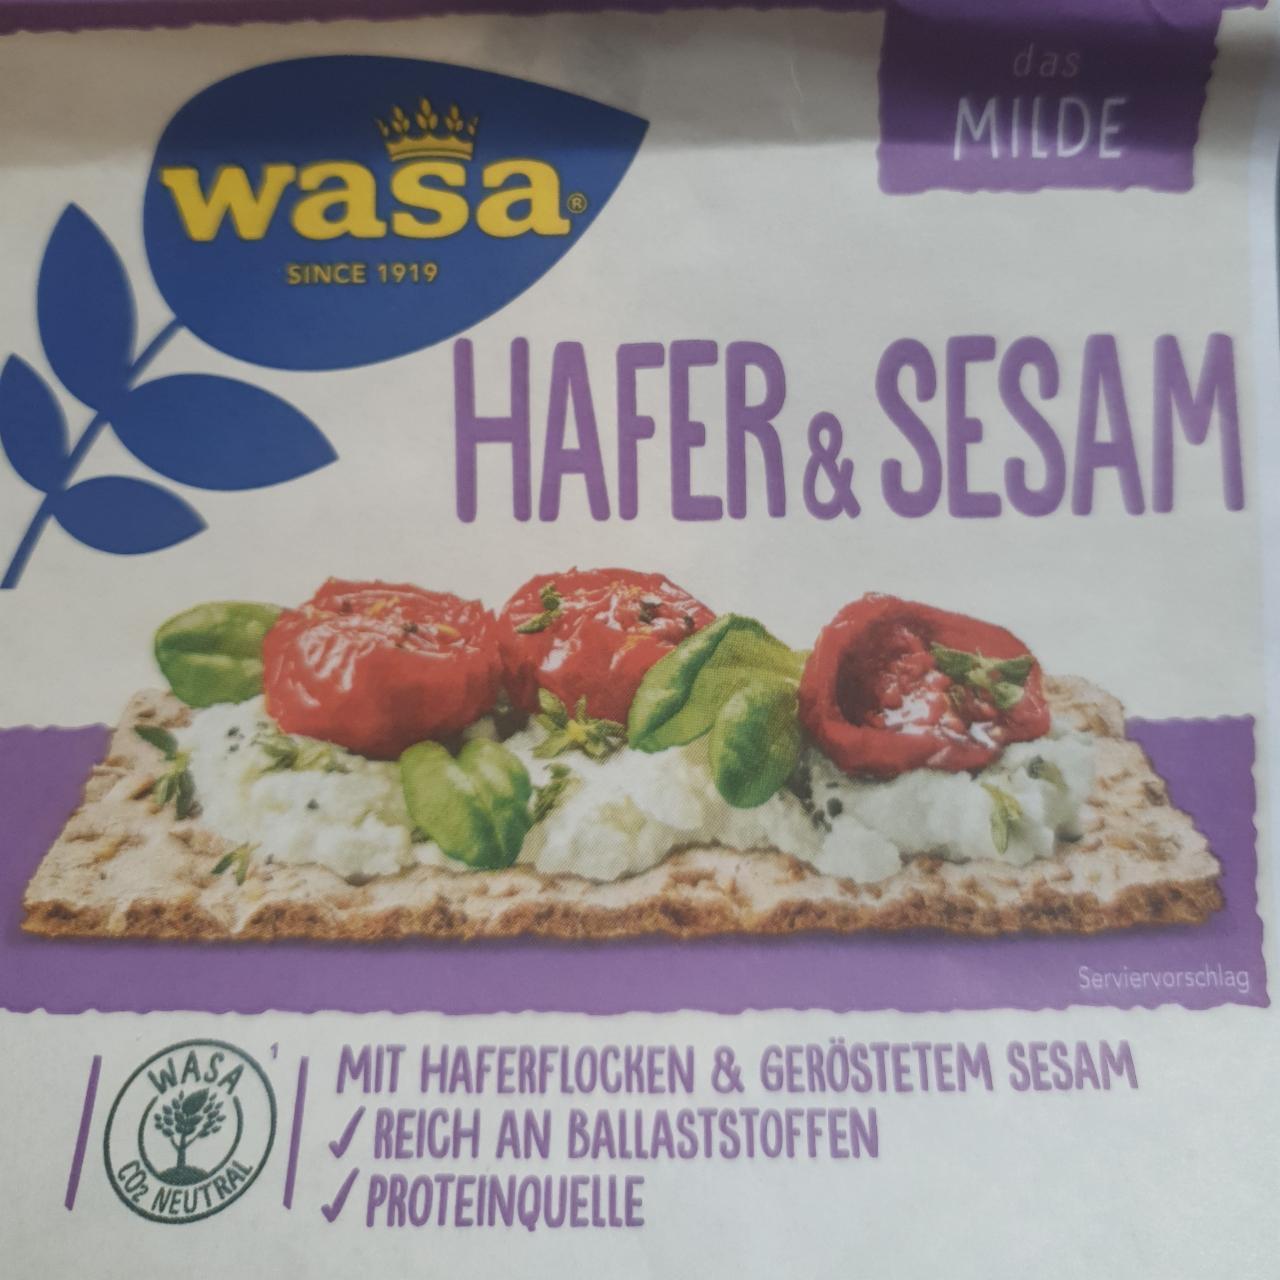 das
MILDE
wasa®
SINCE 1919
HAFER & SESAM
Serviervorschlag
WASA
CO2 NEUTRAL
1
MIT HAFERFLOCKEN & GERÖSTETEM SESAM
✓ REICH AN BALLASTSTOFFEN
✓ PROTEINQUELLE